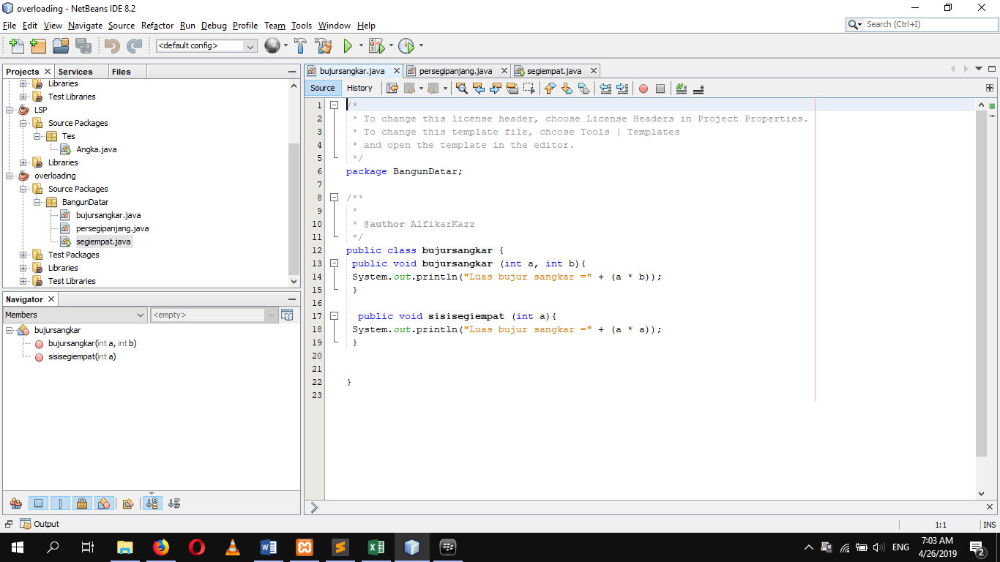 overloading - NetBeans IDE 8.2
File Edit View Navigate Source Refactor Run Debug Profile Team Tools Window Help
Search (Ctrl+I)
<default config>
Projects Services Files
Libraries
Test Libraries
LSP
Source Packages
Tes
Angka.java
Libraries
overloading
Source Packages
BangunDatar
bujursangkar.java
persegipanjang.java
segiempat.java
Test Packages
Libraries
Test Libraries
Navigator
Members
<empty>
bujursangkar
bujursangkar(int a, int b)
sisisegiempat(int a)
bujursangkar.java persegipanjang.java segiempat.java
Source History
1 /*
2 * To change this license header, choose License Headers in Project Properties.
3 * To change this template file, choose Tools | Templates
4 * and open the template in the editor.
5 */
6 package BangunDatar;
7
8 /**
9 *
10 * @author AlfikarKazz
11 */
12 public class bujursangkar {
13 public void bujursangkar (int a, int b){
14 System.out.println("Luas bujur sangkar =" + (a * b));
15 }
16
17 public void sisisegiempat (int a){
18 System.out.println("Luas bujur sangkar =" + (a * a));
19 }
20
21
22 }
23
Output
1:1 INS
ENG
7:03 AM
4/26/2019
2